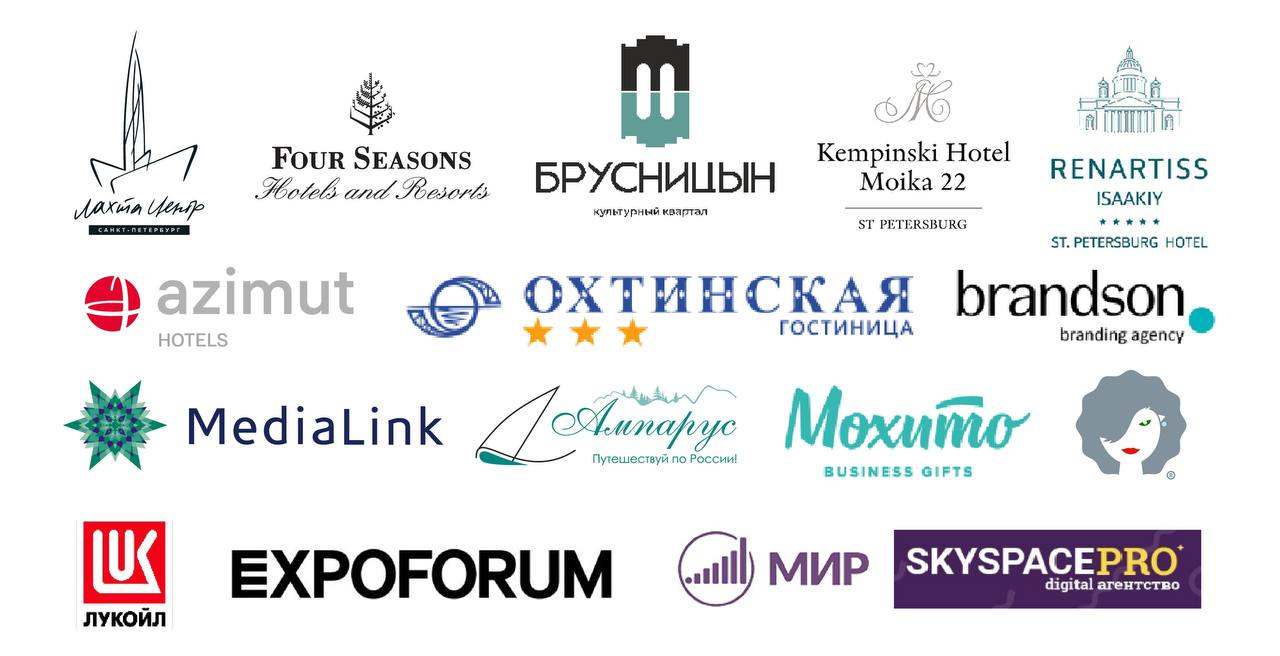 Лахта Центр
САНКТ-ПЕТЕРБУРГ
FOUR SEASONS
Hotels and Resorts
БРУСНИЦЫН
культурный квартал
Kempinski Hotel
Moika 22
ST PETERSBURG
RENARTISS
ISAAKIY
ST. PETERSBURG HOTEL
azimut
HOTELS
ОХТИНСКАЯ
ГОСТИНИЦА
brandson
branding agency
MediaLink
Ампарус
Путешествуй по России!
Мохито
BUSINESS GIFTS
®
LUK
ЛУКОЙЛ
EXPOFORUM
МИР
SKYSPACEPRO
digital агентство